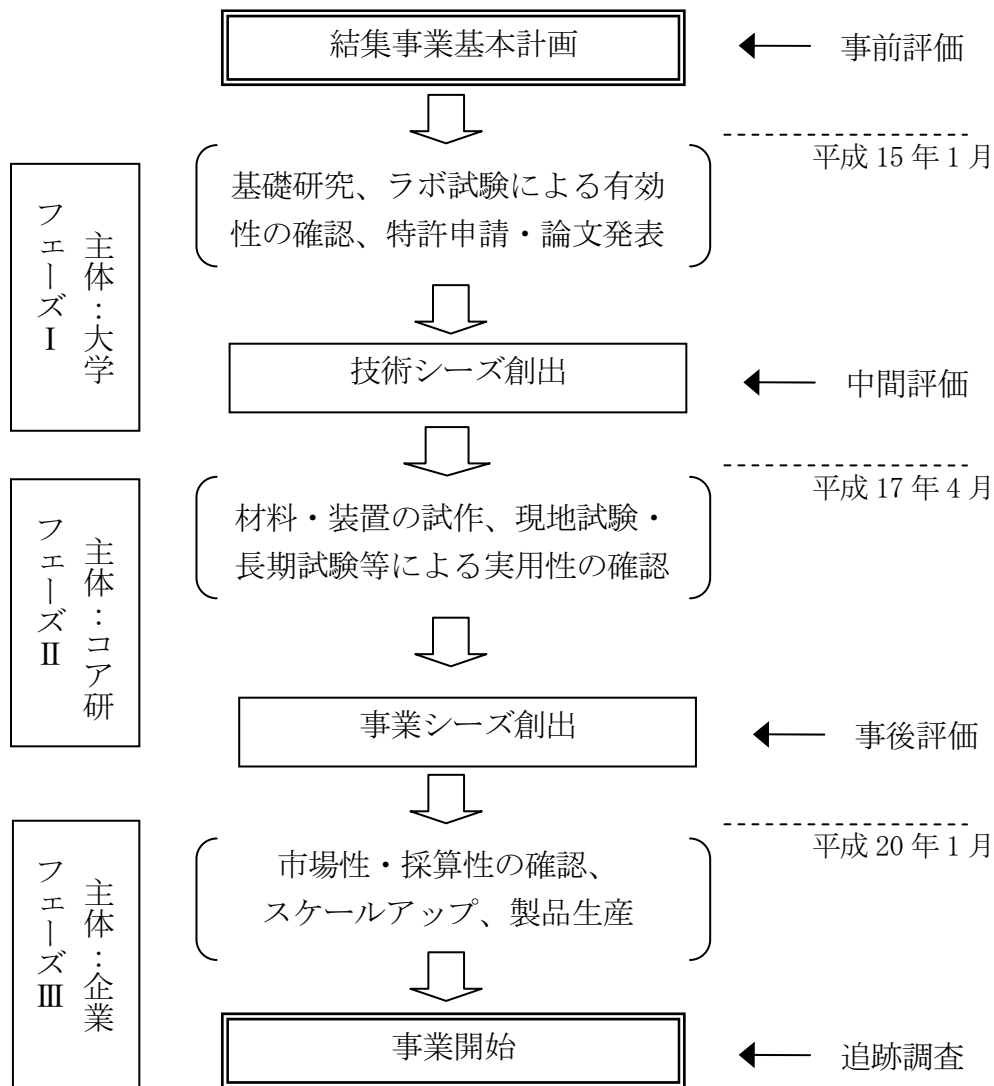 結集事業基本計画
事前評価
平成 15 年 1 月
フェーズⅠ
主体：大学
基礎研究、ラボ試験による有効
性の確認、特許申請・論文発表
技術シーズ創出
中間評価
平成 17 年 4 月
フェーズⅡ
主体：コア研
材料・装置の試作、現地試験・
長期試験等による実用性の確認
事業シーズ創出
事後評価
平成 20 年 1 月
フェーズⅢ
主体：企業
市場性・採算性の確認、
スケールアップ、製品生産
事業開始
追跡調査